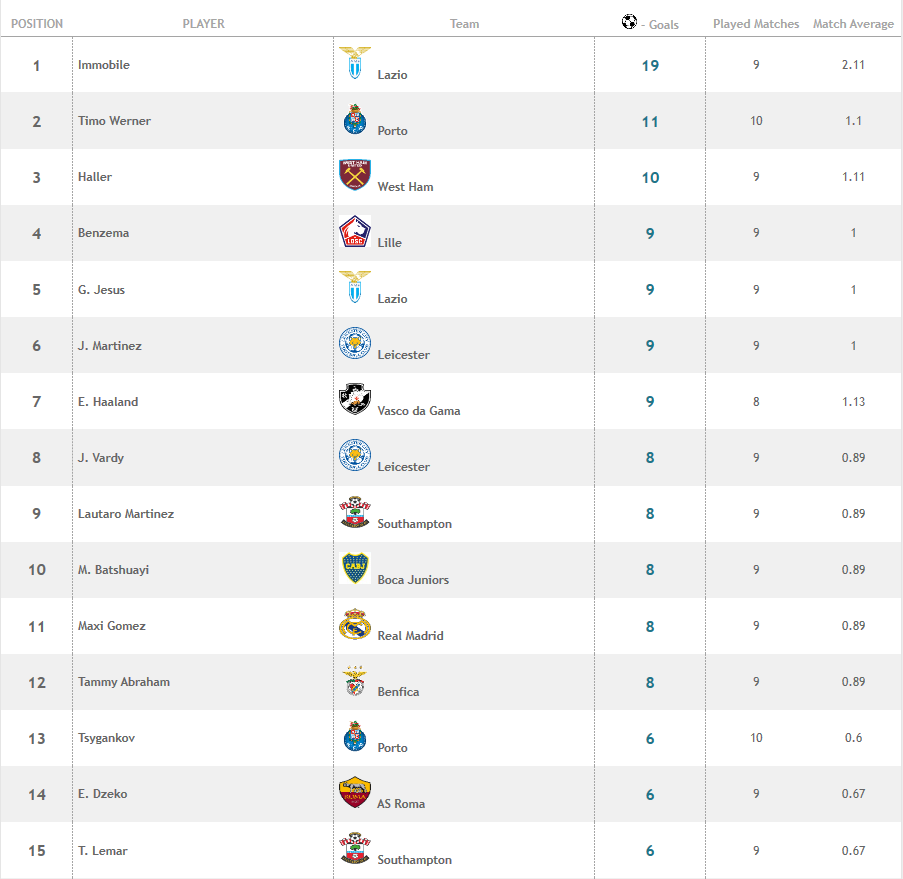 POSITION PLAYER Team - Goals Played Matches Match Average
1 Immobile Lazio 19 9 2.11
2 Timo Werner Porto 11 10 1.1
3 Haller West Ham 10 9 1.11
4 Benzema Lille 9 9 1
5 G. Jesus Lazio 9 9 1
6 J. Martinez Leicester 9 9 1
7 E. Haaland Vasco da Gama 9 8 1.13
8 J. Vardy Leicester 8 9 0.89
9 Lautaro Martinez Southampton 8 9 0.89
10 M. Batshuayi Boca Juniors 8 9 0.89
11 Maxi Gomez Real Madrid 8 9 0.89
12 Tammy Abraham Benfica 8 9 0.89
13 Tsygankov Porto 6 10 0.6
14 E. Dzeko AS Roma 6 9 0.67
15 T. Lemar Southampton 6 9 0.67